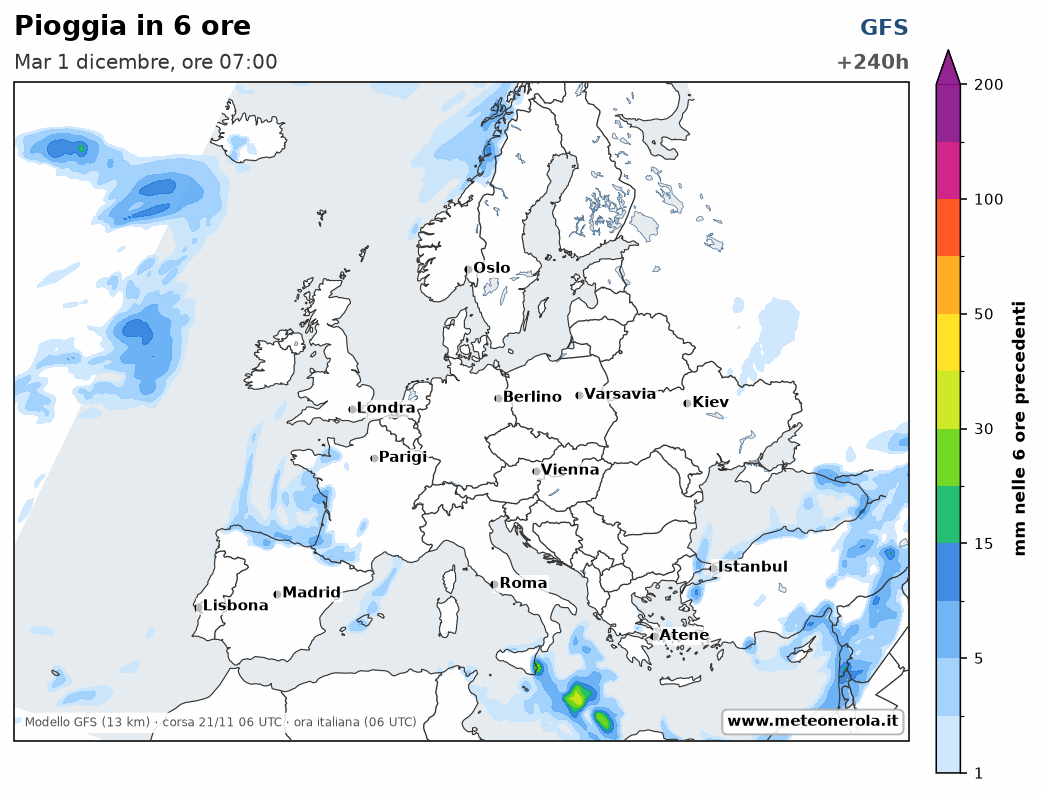 Pioggia in 6 ore
GFS
Mar 1 dicembre, ore 07:00
+240h
200
100
50
30
15
5
1
mm nelle 6 ore precedenti
Oslo
Berlino
Varsavia
Kiev
Londra
Parigi
Vienna
Istanbul
Roma
Madrid
Lisbona
Atene
Modello GFS (13 km) · corsa 21/11 06 UTC · ora italiana (06 UTC)
www.meteonerola.it